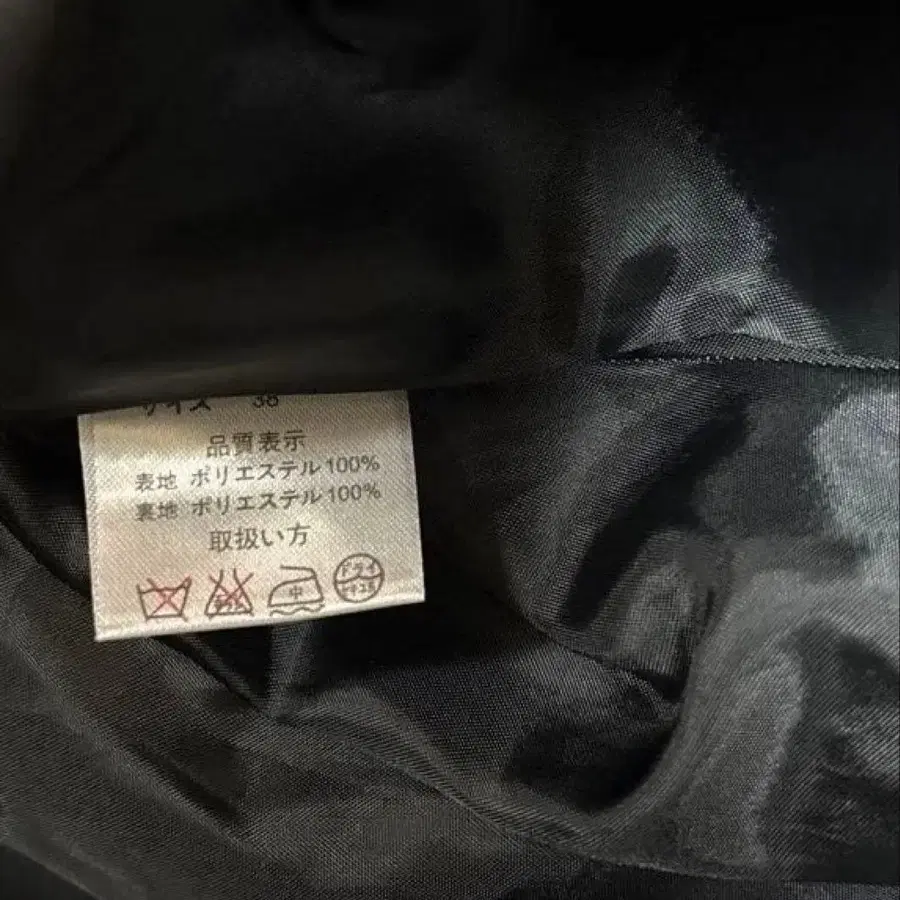 サイズ 38
品質表示
表地 ポリエステル100%
裏地 ポリエステル100%
取扱い方
中 ドライ